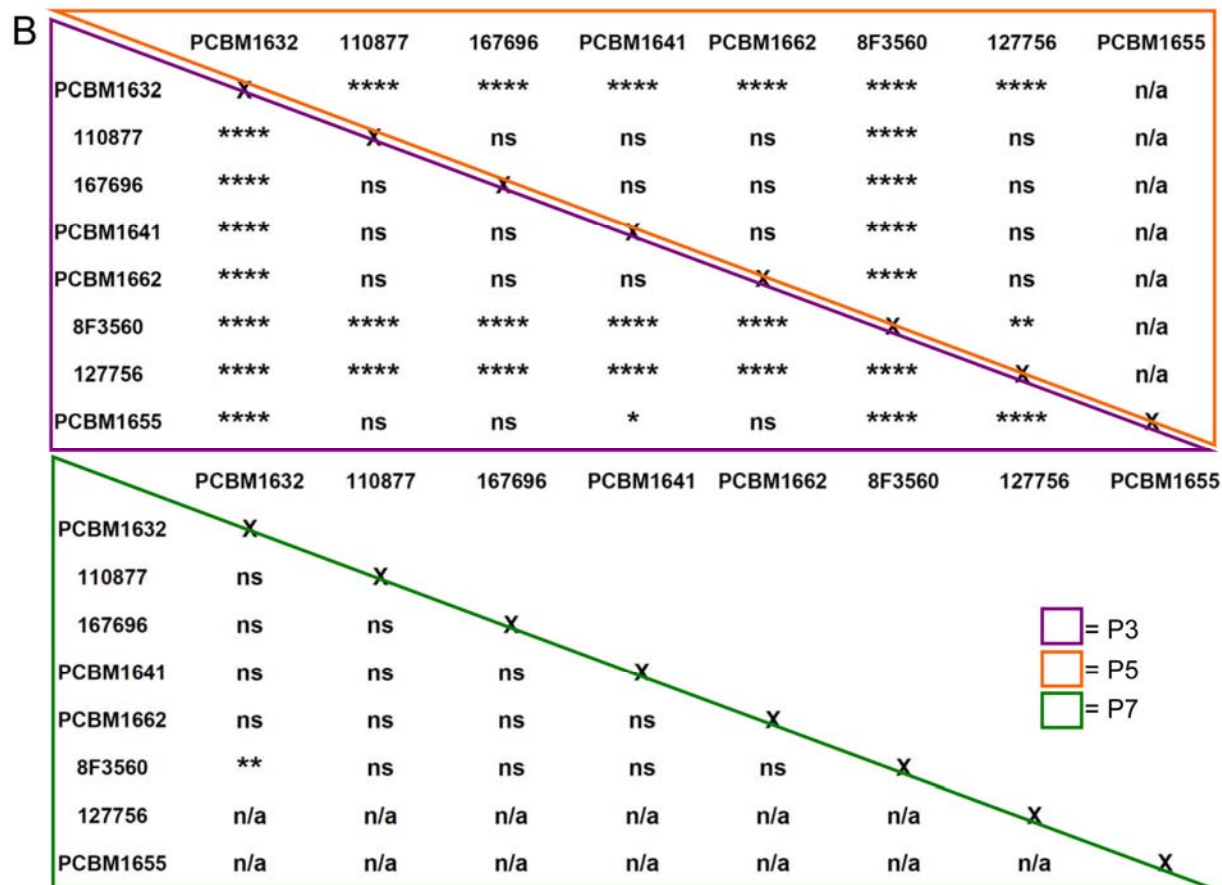 B
PCBM1632 110877 167696 PCBM1641 PCBM1662 8F3560 127756 PCBM1655
PCBM1632 X **** **** **** **** **** **** n/a
110877 **** X ns ns ns **** ns n/a
167696 **** ns X ns ns **** ns n/a
PCBM1641 **** ns ns X ns **** ns n/a
PCBM1662 **** ns ns ns X **** ns n/a
8F3560 **** **** **** **** **** X ** n/a
127756 **** **** **** **** **** **** X n/a
PCBM1655 **** ns ns * ns **** **** X
PCBM1632 110877 167696 PCBM1641 PCBM1662 8F3560 127756 PCBM1655
PCBM1632 X
110877 ns X
167696 ns ns X
PCBM1641 ns ns ns X
PCBM1662 ns ns ns ns X
8F3560 ** ns ns ns ns X
127756 n/a n/a n/a n/a n/a n/a X
PCBM1655 n/a n/a n/a n/a n/a n/a n/a X
= P3
= P5
= P7